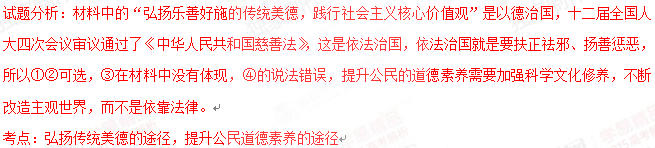 试题分析：材料中的“弘扬乐善好施的传统美德，践行社会主义核心价值观”是以德治国，十二届全国人
大四次会议审议通过了《中华人民共和国慈善法》，这是依法治国，依法治国就是要扶正祛邪、扬善惩恶，
所以①②可选，③在材料中没有体现，④的说法错误，提升公民的道德素养需要加强科学文化修养，不断
改造主观世界，而不是依靠法律。
考点：弘扬传统美德的途径，提升公民道德素养的途径